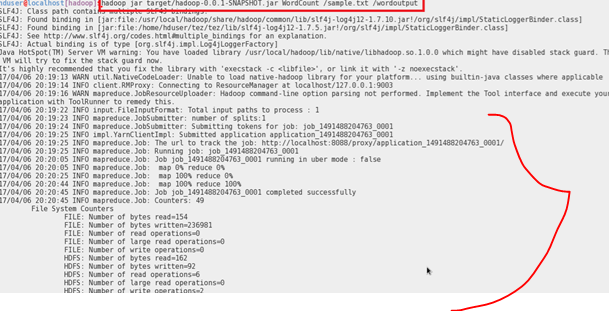 nduser@localhost[hadoop]$ hadoop jar target/hadoop-0.0.1-SNAPSHOT.jar WordCount /sample.txt /wordoutput
SLF4J: Class path contains multiple SLF4J bindings.
SLF4J: Found binding in [jar:file:/usr/local/hadoop/share/hadoop/common/lib/slf4j-log4j12-1.7.10.jar!/org/slf4j/impl/StaticLoggerBinder.class]
SLF4J: Found binding in [jar:file:/home/hduser/tez/tez/lib/slf4j-log4j12-1.7.5.jar!/org/slf4j/impl/StaticLoggerBinder.class]
SLF4J: See http://www.slf4j.org/codes.html#multiple_bindings for an explanation.
SLF4J: Actual binding is of type [org.slf4j.impl.Log4jLoggerFactory]
Java HotSpot(TM) Server VM warning: You have loaded library /usr/local/hadoop/lib/native/libhadoop.so.1.0.0 which might have disabled stack guard. Th
VM will try to fix the stack guard now.
It's highly recommended that you fix the library with 'execstack -c <libfile>', or link it with '-z noexecstack'.
17/04/06 20:19:13 WARN util.NativeCodeLoader: Unable to load native-hadoop library for your platform... using builtin-java classes where applicable
17/04/06 20:19:14 INFO client.RMProxy: Connecting to ResourceManager at localhost/127.0.0.1:9003
17/04/06 20:19:16 WARN mapreduce.JobResourceUploader: Hadoop command-line option parsing not performed. Implement the Tool interface and execute your
application with ToolRunner to remedy this.
17/04/06 20:19:22 INFO input.FileInputFormat: Total input paths to process : 1
17/04/06 20:19:23 INFO mapreduce.JobSubmitter: number of splits:1
17/04/06 20:19:24 INFO mapreduce.JobSubmitter: Submitting tokens for job: job_1491488204763_0001
17/04/06 20:19:25 INFO impl.YarnClientImpl: Submitted application application_1491488204763_0001
17/04/06 20:19:25 INFO mapreduce.Job: The url to track the job: http://localhost:8088/proxy/application_1491488204763_0001/
17/04/06 20:19:25 INFO mapreduce.Job: Running job: job_1491488204763_0001
17/04/06 20:20:05 INFO mapreduce.Job: Job job_1491488204763_0001 running in uber mode : false
17/04/06 20:20:05 INFO mapreduce.Job:  map 0% reduce 0%
17/04/06 20:20:25 INFO mapreduce.Job:  map 100% reduce 0%
17/04/06 20:20:44 INFO mapreduce.Job:  map 100% reduce 100%
17/04/06 20:20:45 INFO mapreduce.Job: Job job_1491488204763_0001 completed successfully
17/04/06 20:20:45 INFO mapreduce.Job: Counters: 49
File System Counters
FILE: Number of bytes read=154
FILE: Number of bytes written=236981
FILE: Number of read operations=0
FILE: Number of large read operations=0
FILE: Number of write operations=0
HDFS: Number of bytes read=162
HDFS: Number of bytes written=92
HDFS: Number of read operations=6
HDFS: Number of large read operations=0
HDFS: Number of write operations=2